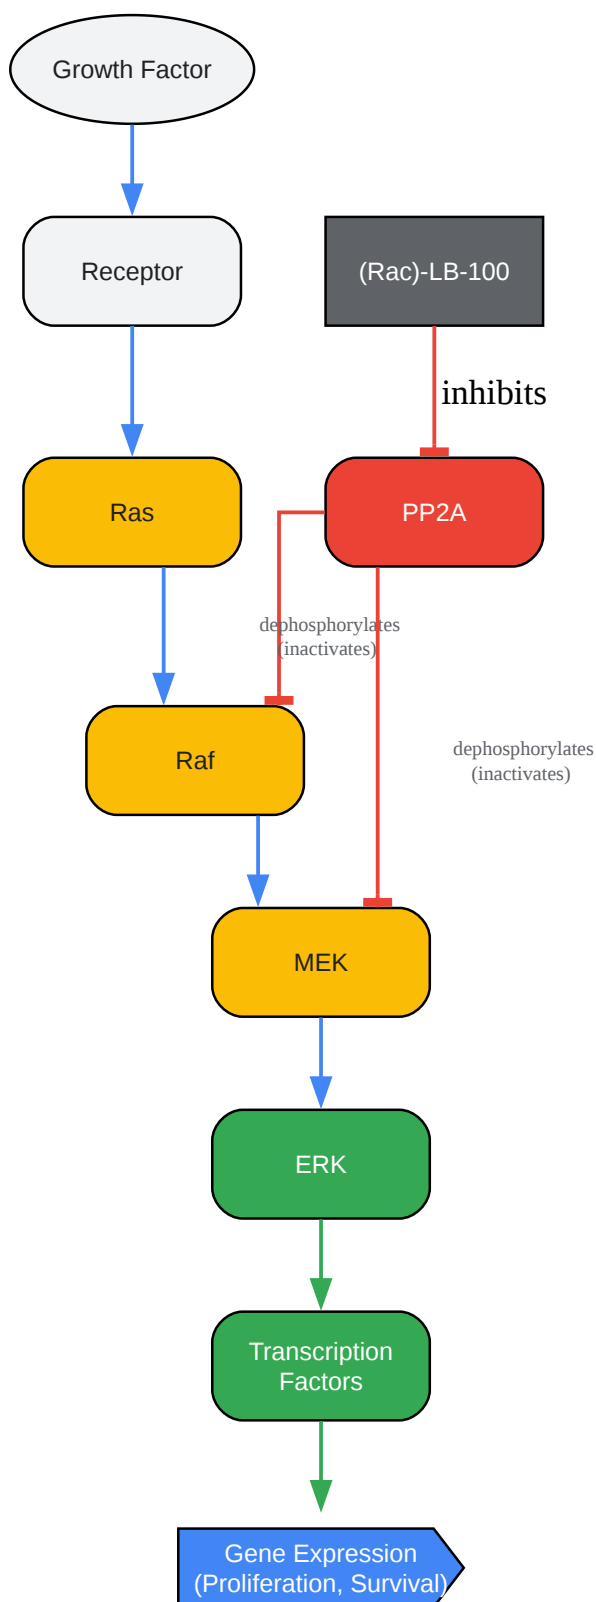 Growth Factor
Receptor
(Rac)-LB-100
inhibits
Ras
PP2A
dephosphorylates
(inactivates)
Raf
dephosphorylates
(inactivates)
MEK
ERK
Transcription
Factors
Gene Expression
(Proliferation, Survival)